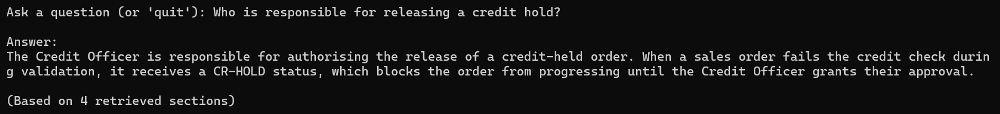 Ask a question (or 'quit'): Who is responsible for releasing a credit hold?
Answer:
The Credit Officer is responsible for authorising the release of a credit-held order. When a sales order fails the credit check durin
g validation, it receives a CR-HOLD status, which blocks the order from progressing until the Credit Officer grants their approval.
(Based on 4 retrieved sections)